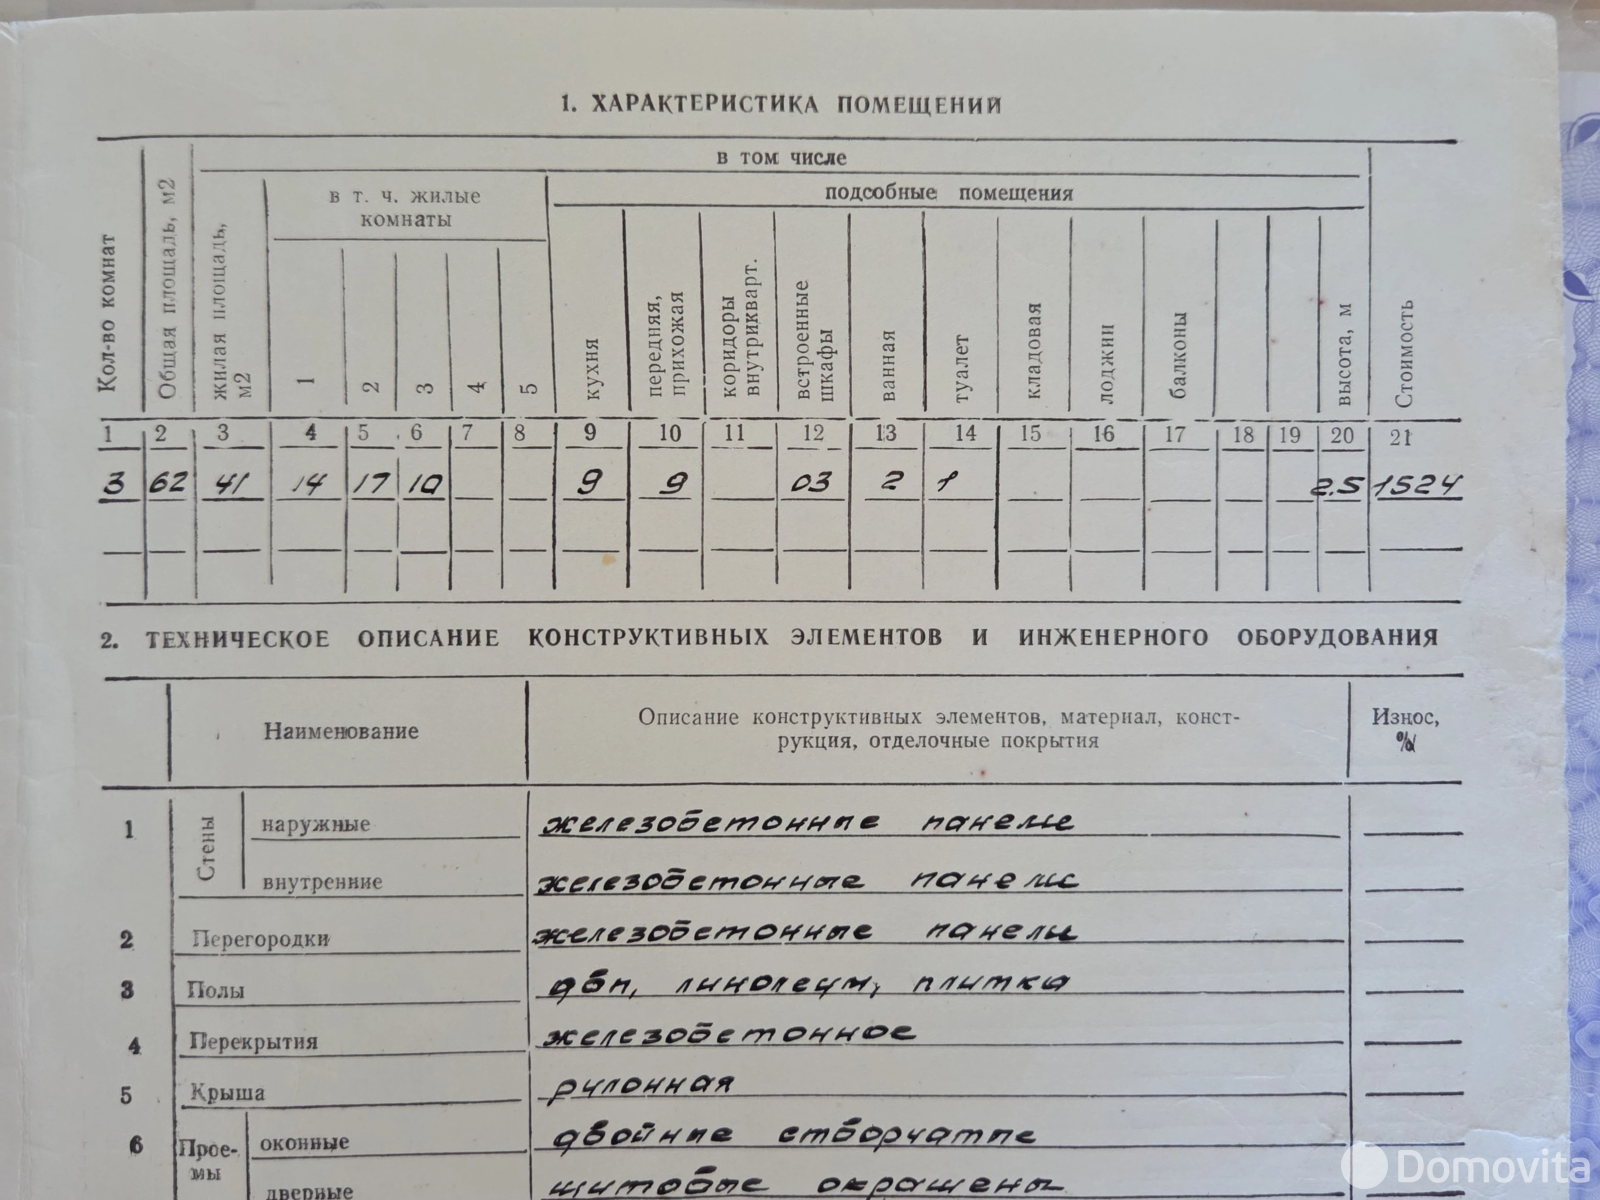 1. ХАРАКТЕРИСТИКА ПОМЕЩЕНИЙ
в том числе
в т. ч. жилые комнаты
подсобные помещения
Кол-во комнат
Общая площадь, м2
жилая площадь, м2
1
2
3
4
5
кухня
передняя, прихожая
коридоры внутрикварт.
встроенные шкафы
ванная
туалет
кладовая
лоджии
балконы
высота, м
Стоимость
1 2 3 4 5 6 7 8 9 10 11 12 13 14 15 16 17 18 19 20 21
3 62 41 14 17 10 9 9 03 2 1 2.5 1524
2. ТЕХНИЧЕСКОЕ ОПИСАНИЕ КОНСТРУКТИВНЫХ ЭЛЕМЕНТОВ И ИНЖЕНЕРНОГО ОБОРУДОВАНИЯ
Наименование
Описание конструктивных элементов, материал, конст-
рукция, отделочные покрытия
Износ,
%
1 Стены наружные железобетонные панели
внутренние железобетонные панели
2 Перегородки железобетонные панели
3 Полы двп, линолеум, плитка
4 Перекрытия железобетонное
5 Крыша рулонная
6 Прое- оконные двойные створчатые
мы дверные щитовые окрашены
Domovita